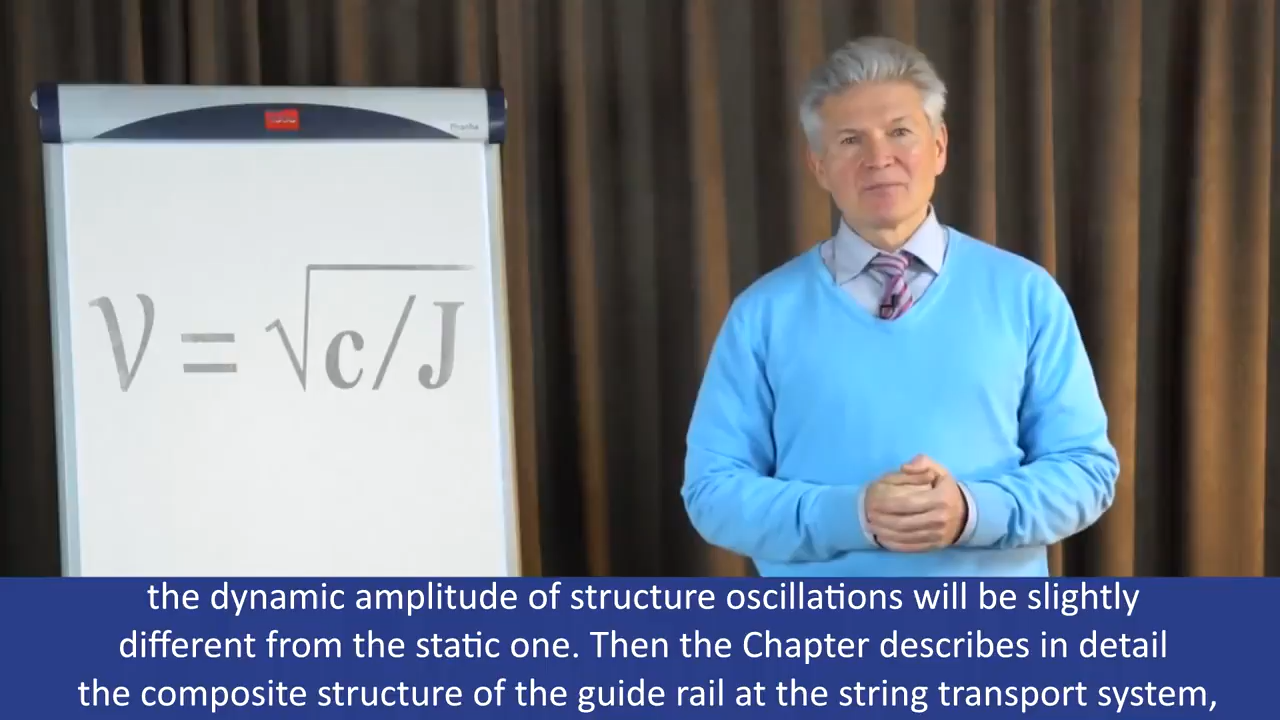 Piranha
V = √c/J
the dynamic amplitude of structure oscillations will be slightly
different from the static one. Then the Chapter describes in detail
the composite structure of the guide rail at the string transport system,